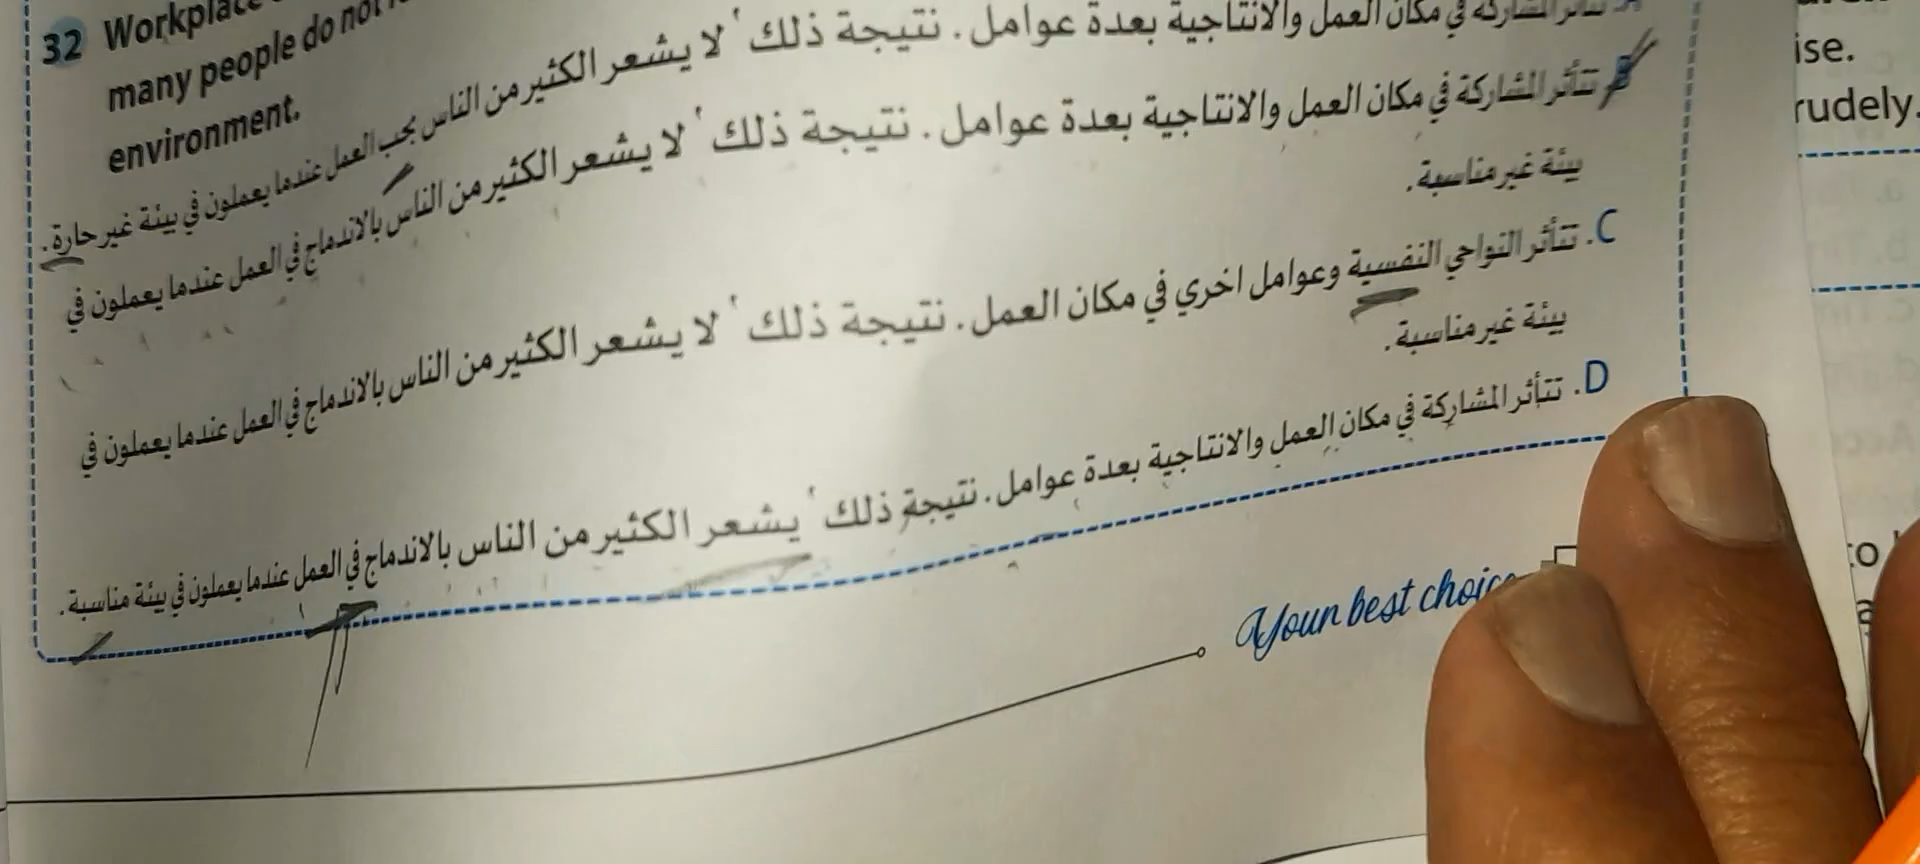 32 Workplace
many people do not
environment.
تتأثر المشاركة في مكان العمل والانتاجية بعدة عوامل. نتيجة ذلك ' لا يشعر الكثير من الناس بحب العمل عندما يعملون في بيئة غير حارة.
B. تتأثر المشاركة في مكان العمل والانتاجية بعدة عوامل. نتيجة ذلك ' لا يشعر الكثير من الناس بالاندماج في العمل عندما يعملون في
بيئة غير مناسبة.
C. تتأثر النواحي النفسية وعوامل اخري في مكان العمل. نتيجة ذلك ' لا يشعر الكثير من الناس بالاندماج في العمل عندما يعملون في
بيئة غير مناسبة.
D. تتأثر المشاركة في مكان العمل والانتاجية بعدة عوامل. نتيجة ذلك ' يشعر الكثير من الناس بالاندماج في العمل عندما يعملون في بيئة مناسبة.
Your best
ise.
rudely.
to